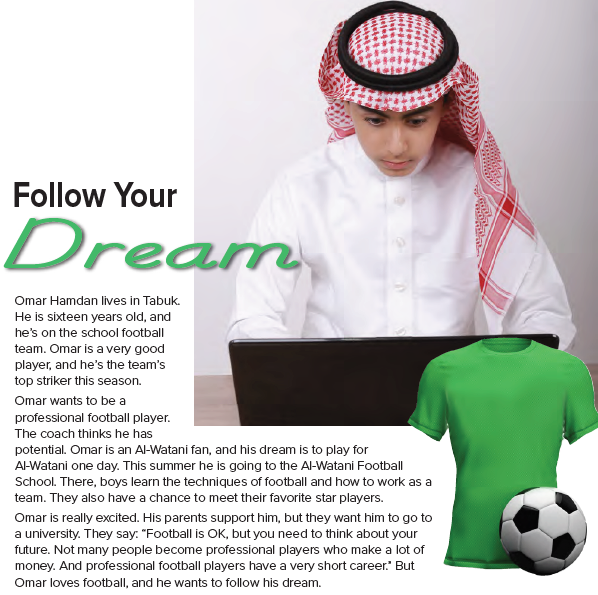 Follow Your
Dream
Omar Hamdan lives in Tabuk.
He is sixteen years old, and
he's on the school football
team. Omar is a very good
player, and he's the team's
top striker this season.
Omar wants to be a
professional football player.
The coach thinks he has
potential. Omar is an Al-Watani fan, and his dream is to play for
Al-Watani one day. This summer he is going to the Al-Watani Football
School. There, boys learn the techniques of football and how to work as a
team. They also have a chance to meet their favorite star players.
Omar is really excited. His parents support him, but they want him to go to
a university. They say: “Football is OK, but you need to think about your
future. Not many people become professional players who make a lot of
money. And professional football players have a very short career.” But
Omar loves football, and he wants to follow his dream.